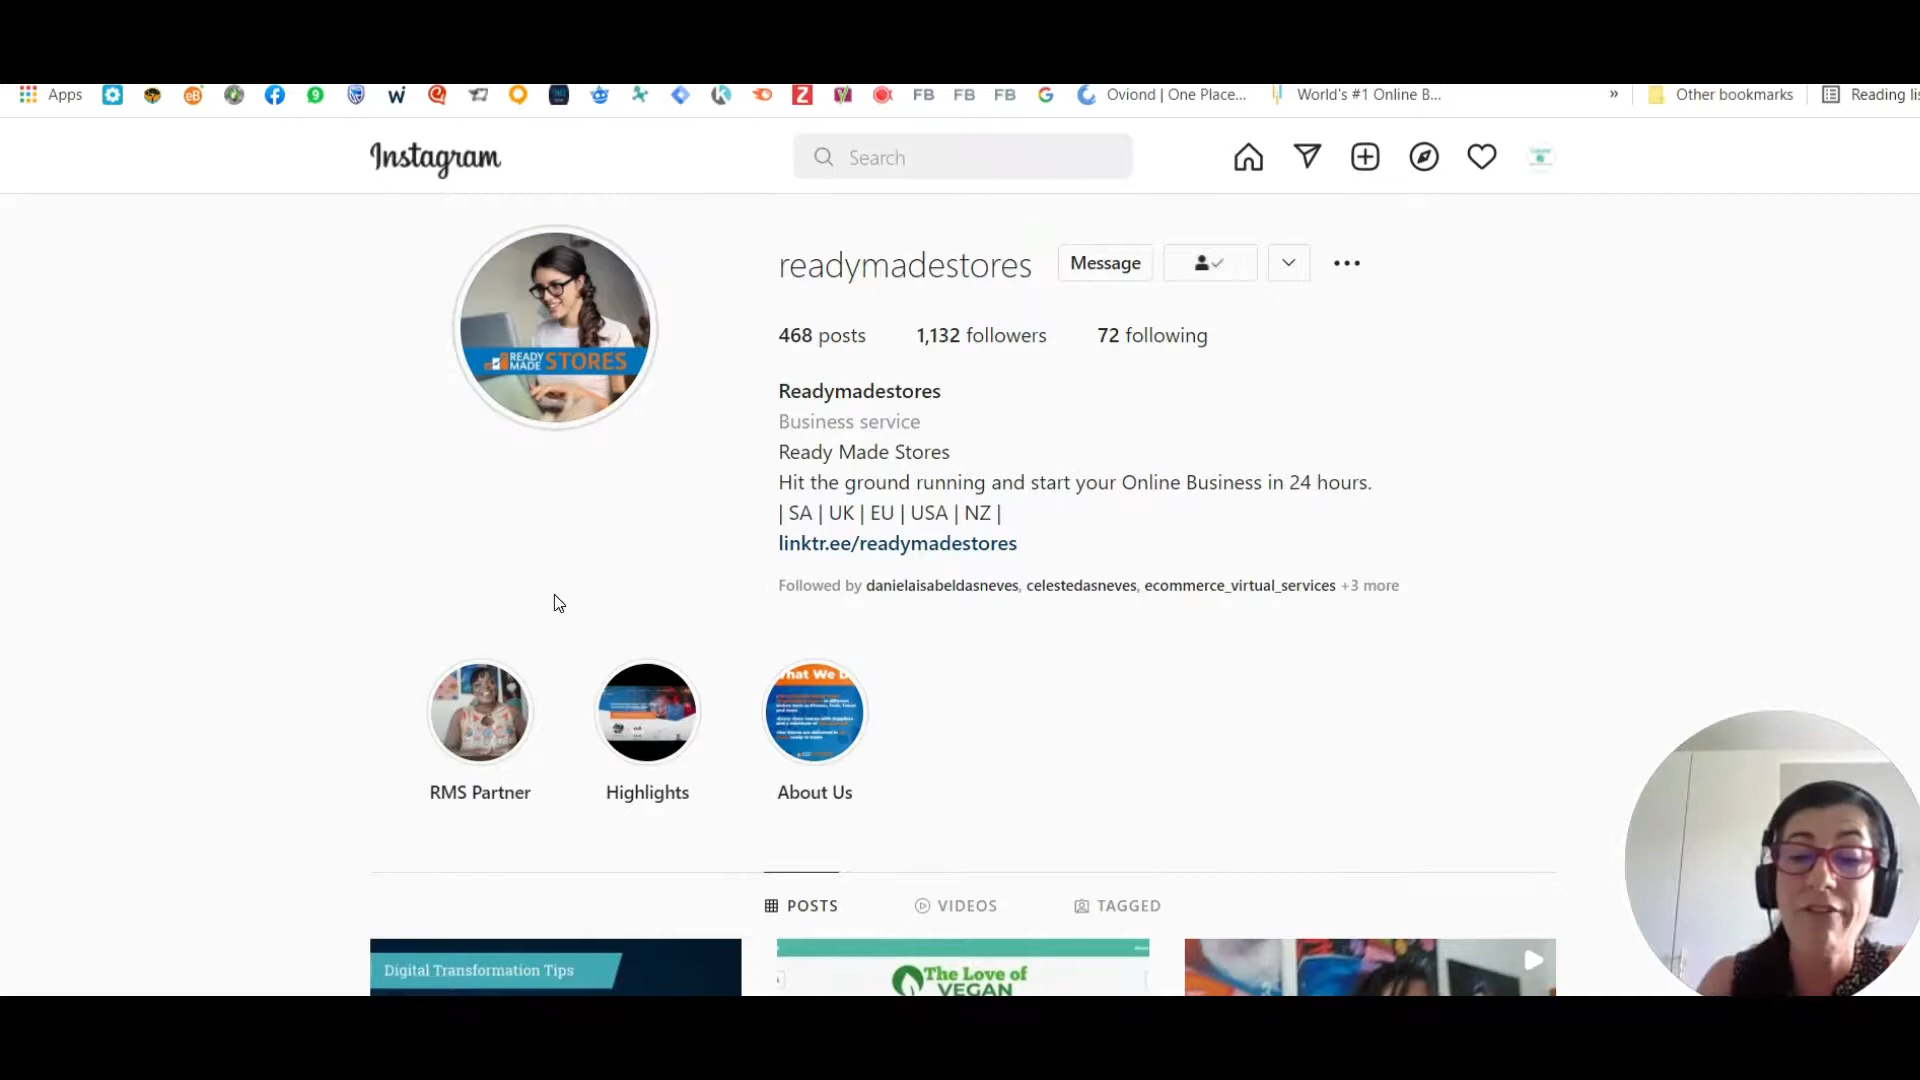 Apps
FB
FB
FB
Oviond | One Place...
World's #1 Online B...
»
Other bookmarks
Reading lis
Instagram
Search
readymadestores
Message
468 posts
1,132 followers
72 following
READY MADE STORES
Readymadestores
Business service
Ready Made Stores
Hit the ground running and start your Online Business in 24 hours.
| SA | UK | EU | USA | NZ |
linktr.ee/readymadestores
Followed by danielaisabeldasneves, celestedasneves, ecommerce_virtual_services +3 more
RMS Partner
Highlights
About Us
POSTS
VIDEOS
TAGGED
Digital Transformation Tips
The Love of
VEGAN